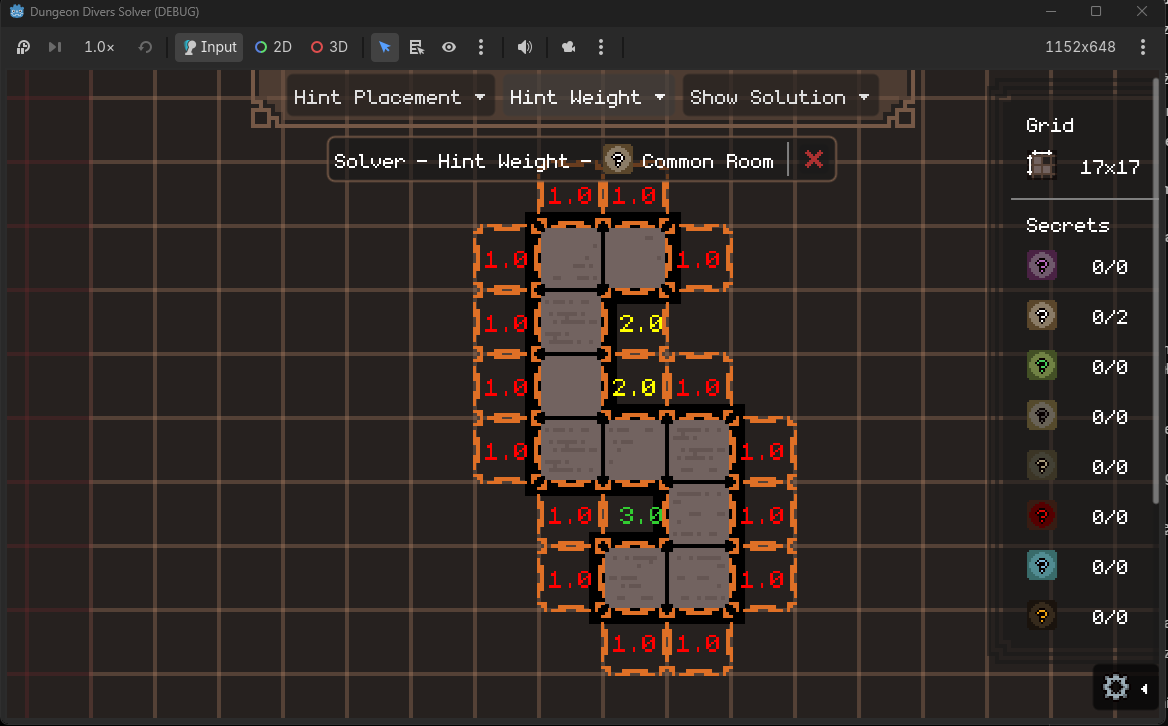 Dungeon Divers Solver (DEBUG)
1.0× Input 2D 3D 1152x648
Hint Placement Hint Weight Show Solution
Solver - Hint Weight - ? Common Room
Grid
17x17
Secrets
? 0/0
? 0/2
? 0/0
? 0/0
? 0/0
? 0/0
? 0/0
? 0/0
1.0 1.0
1.0 1.0
1.0 2.0
1.0 2.0 1.0
1.0 1.0
1.0 3.0 1.0
1.0 1.0
1.0 1.0